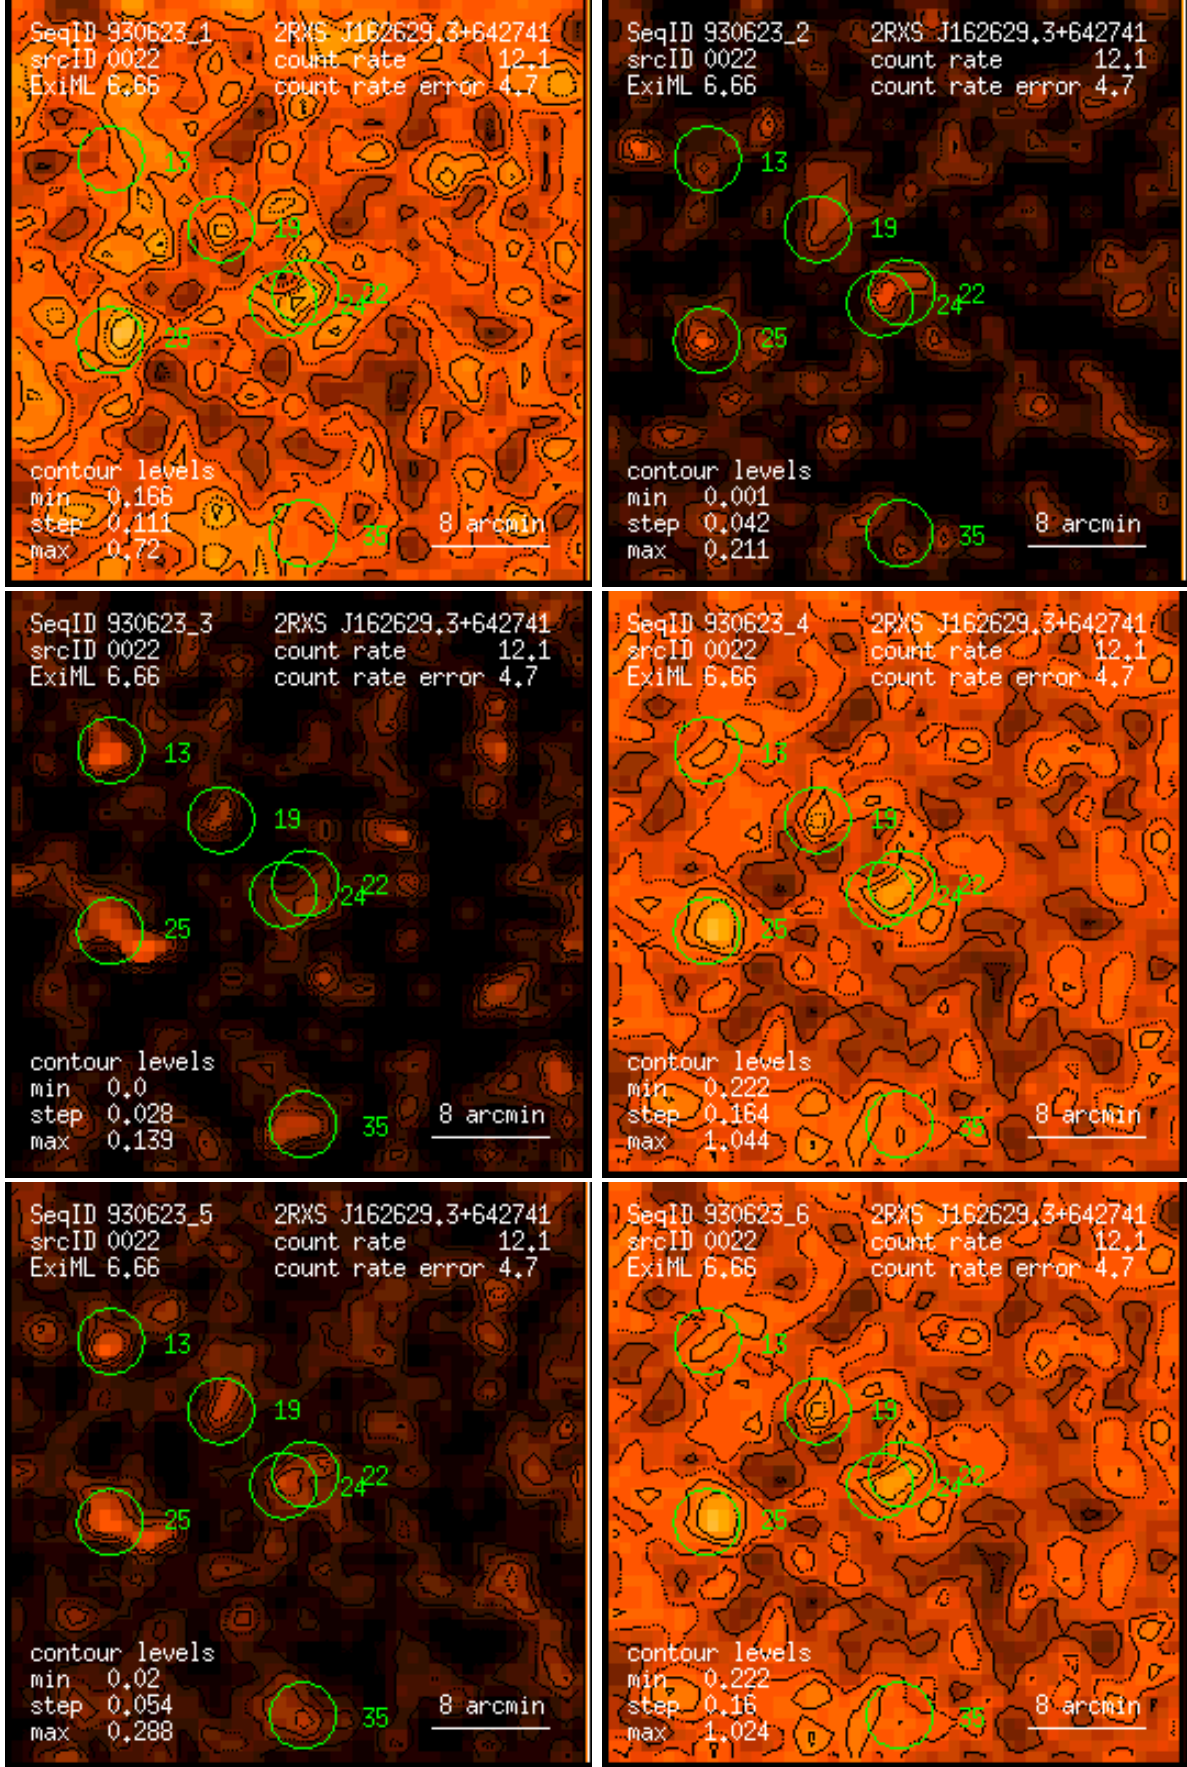 SeqID 930623_1 2RXS J162629.3+642741
srcID 0022 count rate 12.1
ExiML 6.66 count rate error 4.7
13
19
22
24
25
contour levels
min 0.166
step 0.111
max 0.72
35
8 arcmin
SeqID 930623_2 2RXS J162629.3+642741
srcID 0022 count rate 12.1
ExiML 6.66 count rate error 4.7
13
19
22
24
25
contour levels
min 0.001
step 0.042
max 0.211
35
8 arcmin
SeqID 930623_3 2RXS J162629.3+642741
srcID 0022 count rate 12.1
ExiML 6.66 count rate error 4.7
13
19
22
24
25
contour levels
min 0.0
step 0.028
max 0.139
35
8 arcmin
SeqID 930623_4 2RXS J162629.3+642741
srcID 0022 count rate 12.1
ExiML 6.66 count rate error 4.7
13
19
22
24
25
contour levels
min 0.222
step 0.164
max 1.044
35
8 arcmin
SeqID 930623_5 2RXS J162629.3+642741
srcID 0022 count rate 12.1
ExiML 6.66 count rate error 4.7
13
19
22
24
25
contour levels
min 0.02
step 0.054
max 0.288
35
8 arcmin
SeqID 930623_6 2RXS J162629.3+642741
srcID 0022 count rate 12.1
ExiML 6.66 count rate error 4.7
13
19
22
24
25
contour levels
min 0.222
step 0.16
max 1.024
35
8 arcmin